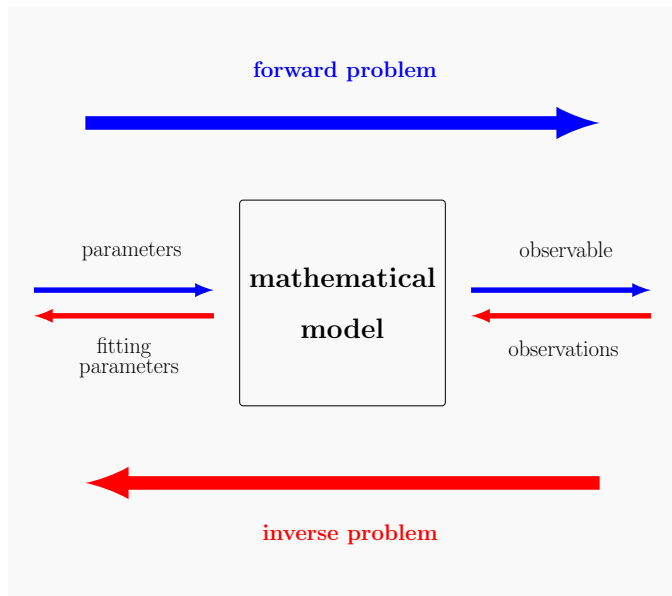 forward problem
parameters
observable
mathematical
model
fitting
parameters
observations
inverse problem